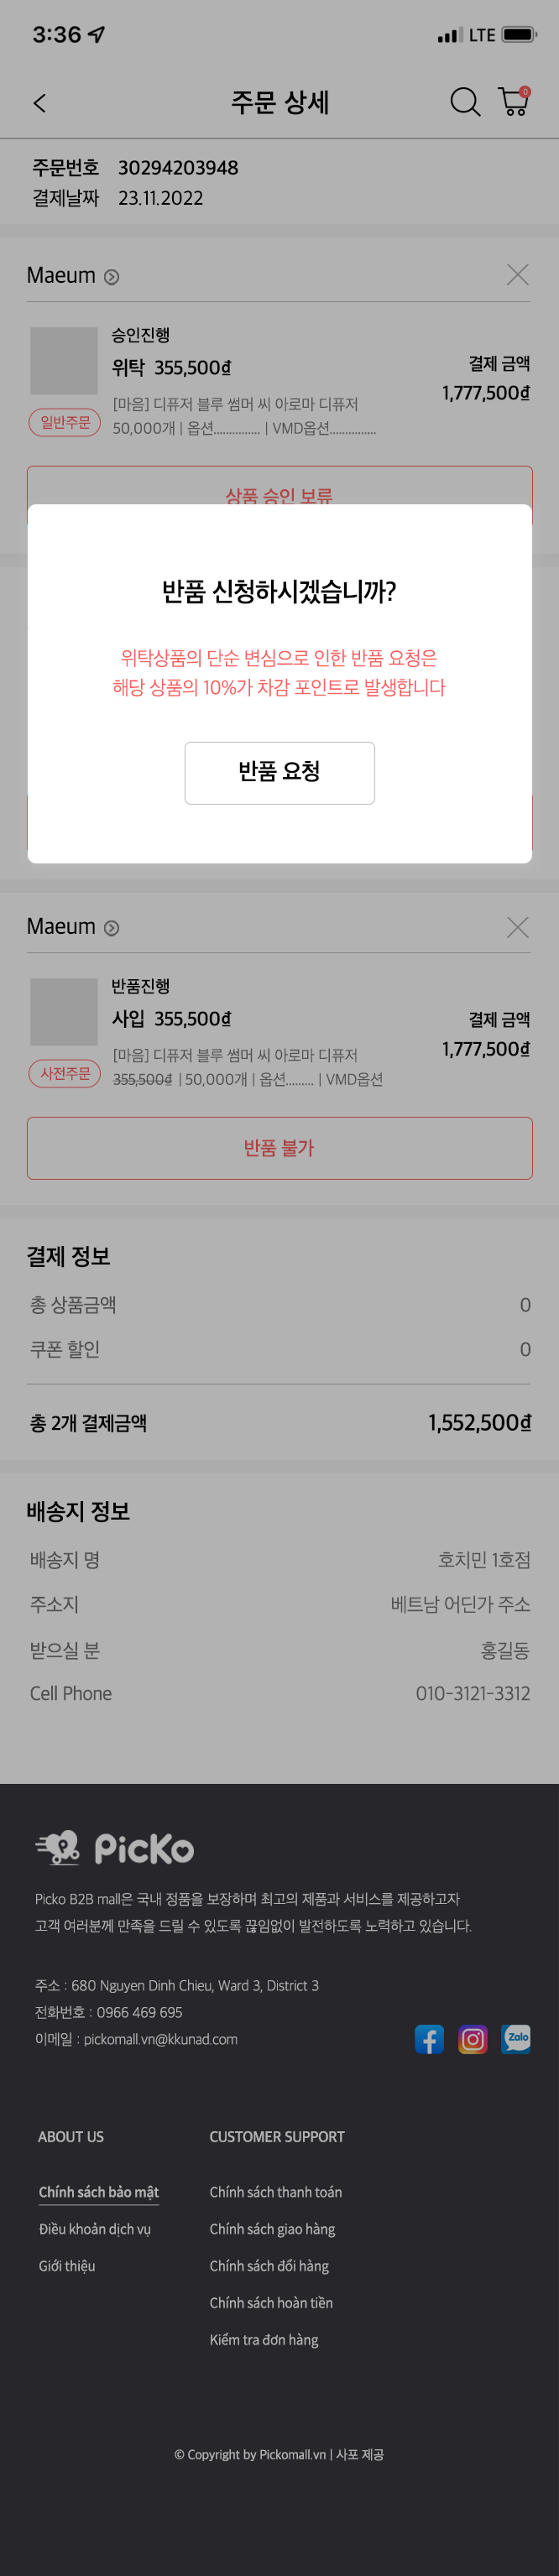 3:36 LTE
주문 상세
0
주문번호 30294203948
결제날짜 23.11.2022
Maeum
승인진행
위탁 355,500₫
결제 금액
1,777,500₫
일반주문
[마음] 디퓨저 블루 썸머 씨 아로마 디퓨저
50,000개 | 옵션............... | VMD옵션...............
상품 승인 보류
반품 신청하시겠습니까?
위탁상품의 단순 변심으로 인한 반품 요청은
해당 상품의 10%가 차감 포인트로 발생합니다
반품 요청
Maeum
반품진행
사입 355,500₫
결제 금액
1,777,500₫
사전주문
[마음] 디퓨저 블루 썸머 씨 아로마 디퓨저
355,500₫ | 50,000개 | 옵션......... | VMD옵션
반품 불가
결제 정보
총 상품금액 0
쿠폰 할인 0
총 2개 결제금액 1,552,500₫
배송지 정보
배송지 명 호치민 1호점
주소지 베트남 어딘가 주소
받으실 분 홍길동
Cell Phone 010-3121-3312
PicKo
Picko B2B mall은 국내 정품을 보장하며 최고의 제품과 서비스를 제공하고자
고객 여러분께 만족을 드릴 수 있도록 끊임없이 발전하도록 노력하고 있습니다.
주소 : 680 Nguyen Dinh Chieu, Ward 3, District 3
전화번호 : 0966 469 695
이메일 : pickomall.vn@kkunad.com
Zalo
ABOUT US CUSTOMER SUPPORT
Chính sách bảo mật Chính sách thanh toán
Điều khoản dịch vụ Chính sách giao hàng
Giới thiệu Chính sách đổi hàng
Chính sách hoàn tiền
Kiểm tra đơn hàng
© Copyright by Pickomall.vn | 사포 제공